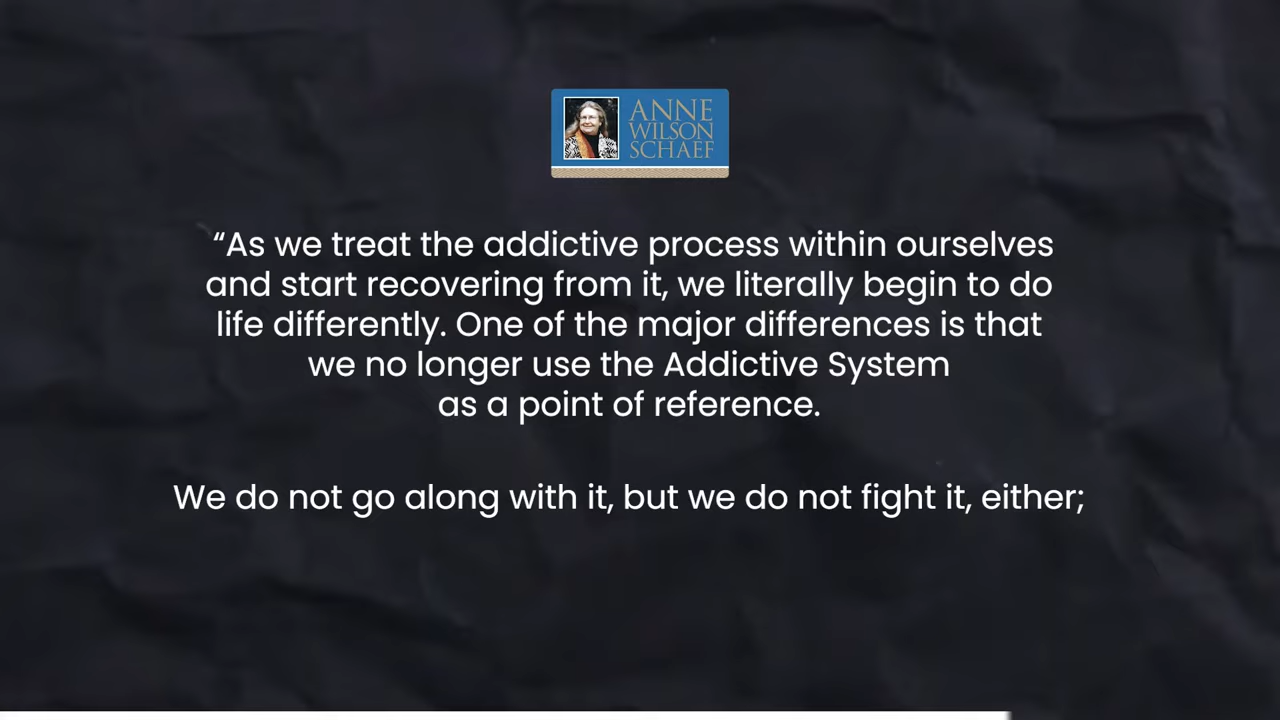 ANNE
WILSON
SCHAEF
“As we treat the addictive process within ourselves
and start recovering from it, we literally begin to do
life differently. One of the major differences is that
we no longer use the Addictive System
as a point of reference.
We do not go along with it, but we do not fight it, either;